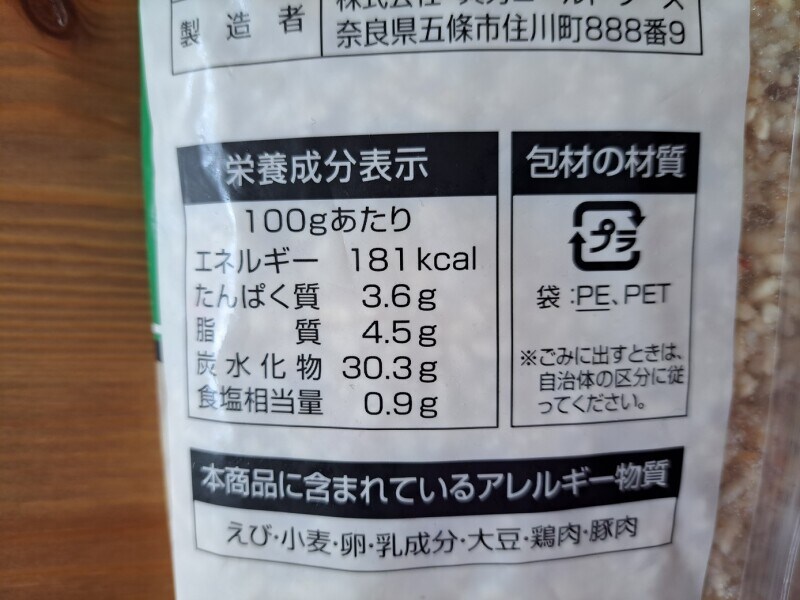 製造者
奈良県五條市住川町888番9
栄養成分表示
100gあたり
エネルギー 181kcal
たんぱく質 3.6g
脂質 4.5g
炭水化物 30.3g
食塩相当量 0.9g
包材の材質
プラ
袋:PE、PET
※ごみに出すときは、
自治体の区分に従
ってください。
本商品に含まれているアレルギー物質
えび・小麦・卵・乳成分・大豆・鶏肉・豚肉